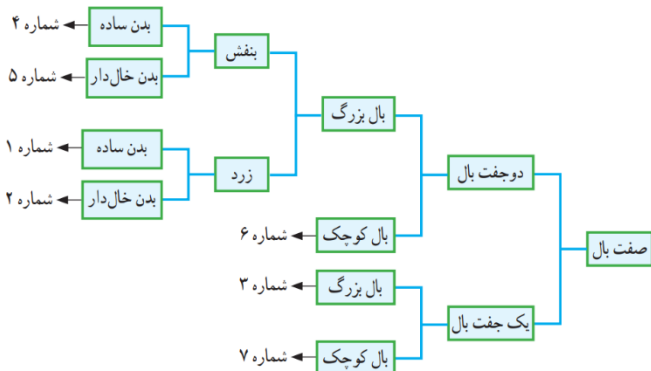 صفت بال
دو جفت بال
بال بزرگ
بنفش
بدن ساده
شماره ۴
بدن خال‌دار
شماره ۵
زرد
بدن ساده
شماره ۱
بدن خال‌دار
شماره ۲
بال کوچک
شماره ۶
یک جفت بال
بال بزرگ
شماره ۳
بال کوچک
شماره ۷